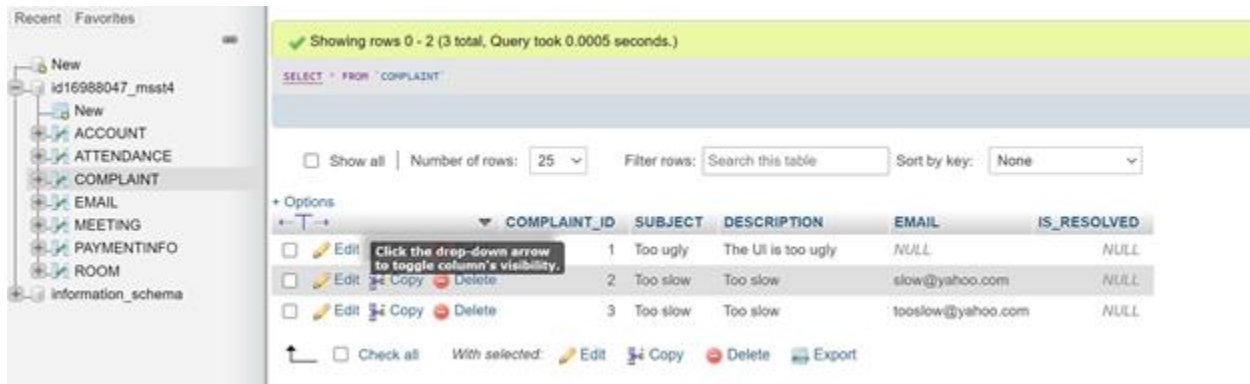 Recent Favorites
New
id16988047_msst4
New
ACCOUNT
ATTENDANCE
COMPLAINT
EMAIL
MEETING
PAYMENTINFO
ROOM
information_schema
Showing rows 0 - 2 (3 total, Query took 0.0005 seconds.)
SELECT * FROM `COMPLAINT`
Show all | Number of rows: 25 Filter rows: Search this table Sort by key: None
+ Options
←T→ ▼ COMPLAINT_ID SUBJECT DESCRIPTION EMAIL IS_RESOLVED
Edit 1 Too ugly The UI is too ugly NULL NULL
Click the drop-down arrow
to toggle column's visibility.
Edit Copy Delete 2 Too slow Too slow slow@yahoo.com NULL
Edit Copy Delete 3 Too slow Too slow tooslow@yahoo.com NULL
Check all With selected: Edit Copy Delete Export